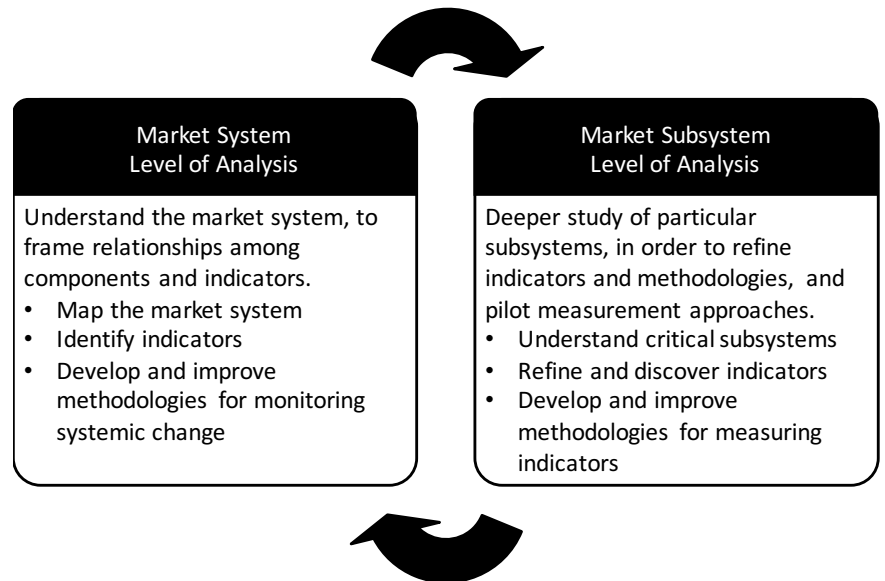 Market System
Level of Analysis
Understand the market system, to
frame relationships among
components and indicators.
• Map the market system
• Identify indicators
• Develop and improve
methodologies for monitoring
systemic change
Market Subsystem
Level of Analysis
Deeper study of particular
subsystems, in order to refine
indicators and methodologies, and
pilot measurement approaches.
• Understand critical subsystems
• Refine and discover indicators
• Develop and improve
methodologies for measuring
indicators